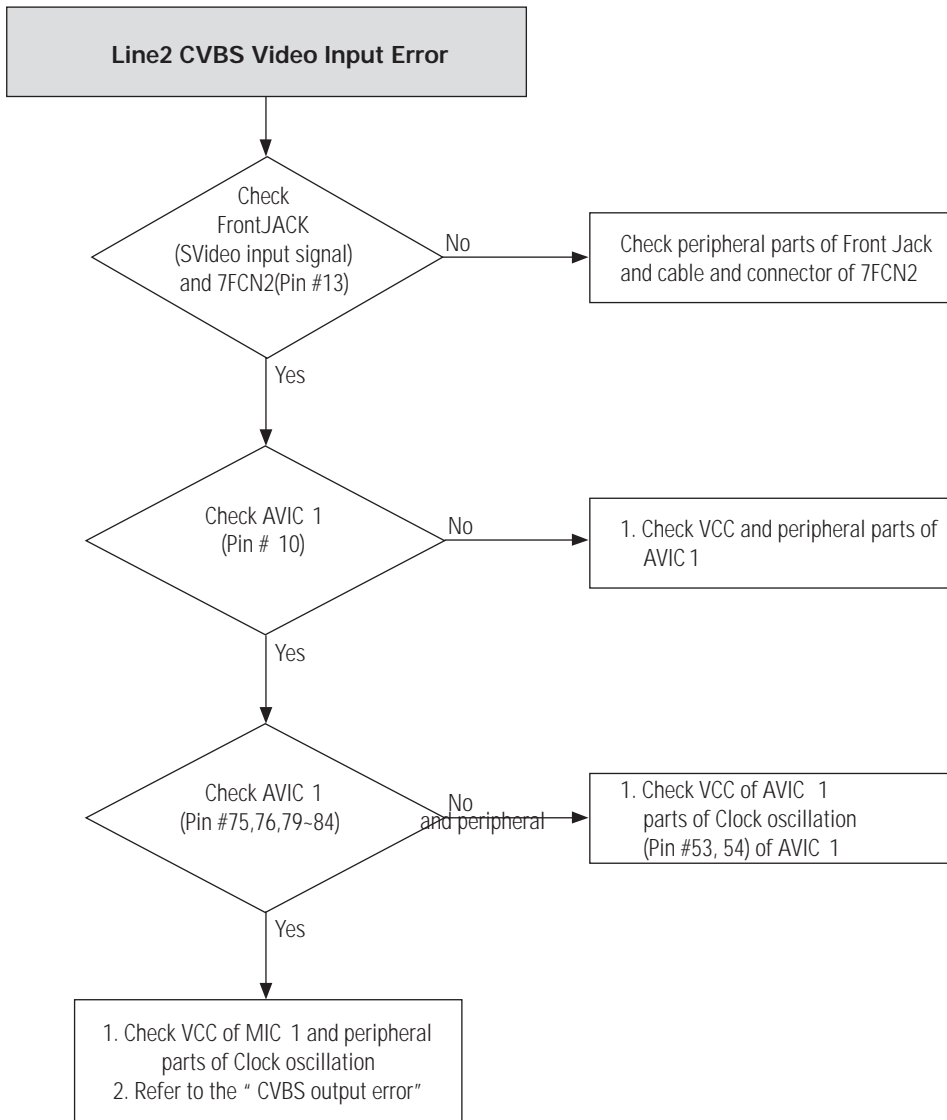 Line2 CVBS Video Input Error
Check
FrontJACK
(SVideo input signal)
and 7FCN2(Pin #13)
No
Check peripheral parts of Front Jack
and cable and connector of 7FCN2
Yes
Check AVIC 1
(Pin # 10)
No
1. Check VCC and peripheral parts of
AVIC 1
Yes
Check AVIC 1
(Pin #75,76,79~84)
No
and peripheral
1. Check VCC of AVIC 1
parts of Clock oscillation
(Pin #53, 54) of AVIC 1
Yes
1. Check VCC of MIC 1 and peripheral
parts of Clock oscillation
2. Refer to the “ CVBS output error”